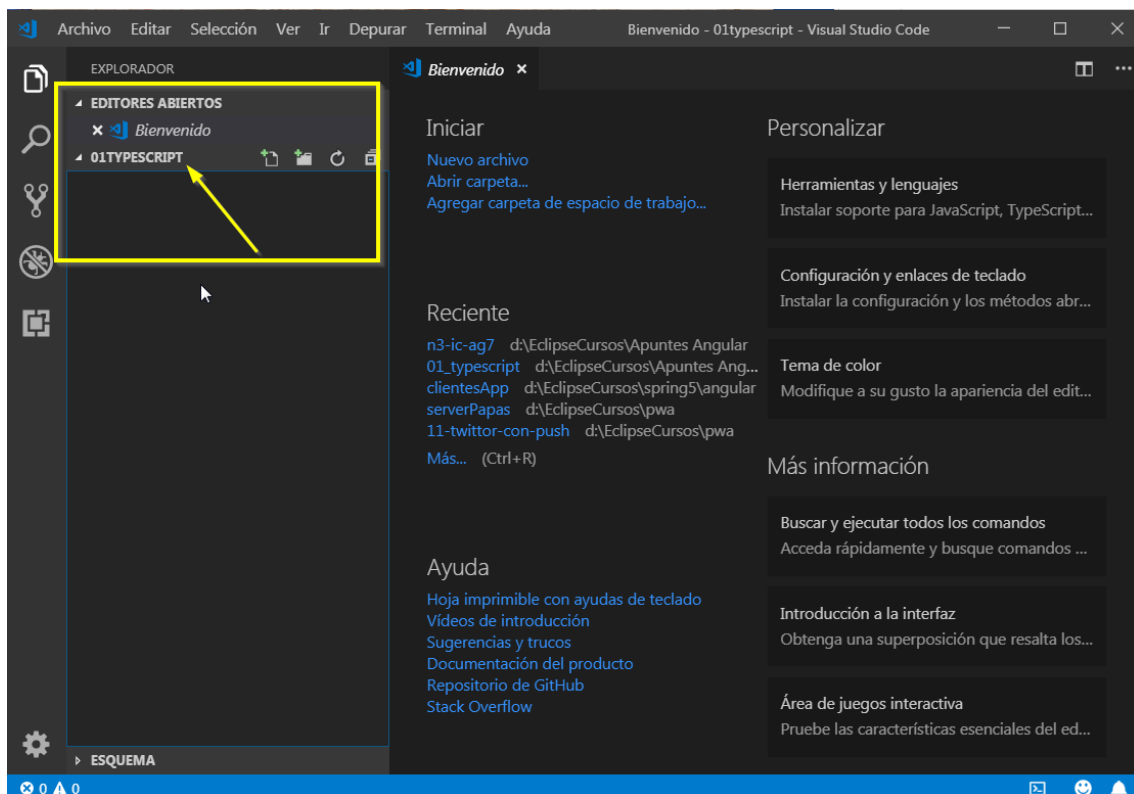 Archivo Editar Selección Ver Ir Depurar Terminal Ayuda Bienvenido - 01typescript - Visual Studio Code
EXPLORADOR
EDITORES ABIERTOS
Bienvenido
01TYPESCRIPT
ESQUEMA
Bienvenido
Iniciar
Nuevo archivo
Abrir carpeta...
Agregar carpeta de espacio de trabajo...
Reciente
n3-ic-ag7 d:\EclipseCursos\Apuntes Angular
01_typescript d:\EclipseCursos\Apuntes Ang...
clientesApp d:\EclipseCursos\spring5\angular
serverPapas d:\EclipseCursos\pwa
11-twittor-con-push d:\EclipseCursos\pwa
Más... (Ctrl+R)
Ayuda
Hoja imprimible con ayudas de teclado
Vídeos de introducción
Sugerencias y trucos
Documentación del producto
Repositorio de GitHub
Stack Overflow
Personalizar
Herramientas y lenguajes
Instalar soporte para JavaScript, TypeScript...
Configuración y enlaces de teclado
Instalar la configuración y los métodos abr...
Tema de color
Modifique a su gusto la apariencia del edit...
Más información
Buscar y ejecutar todos los comandos
Acceda rápidamente y busque comandos ...
Introducción a la interfaz
Obtenga una superposición que resalta los...
Área de juegos interactiva
Pruebe las características esenciales del ed...
0 0